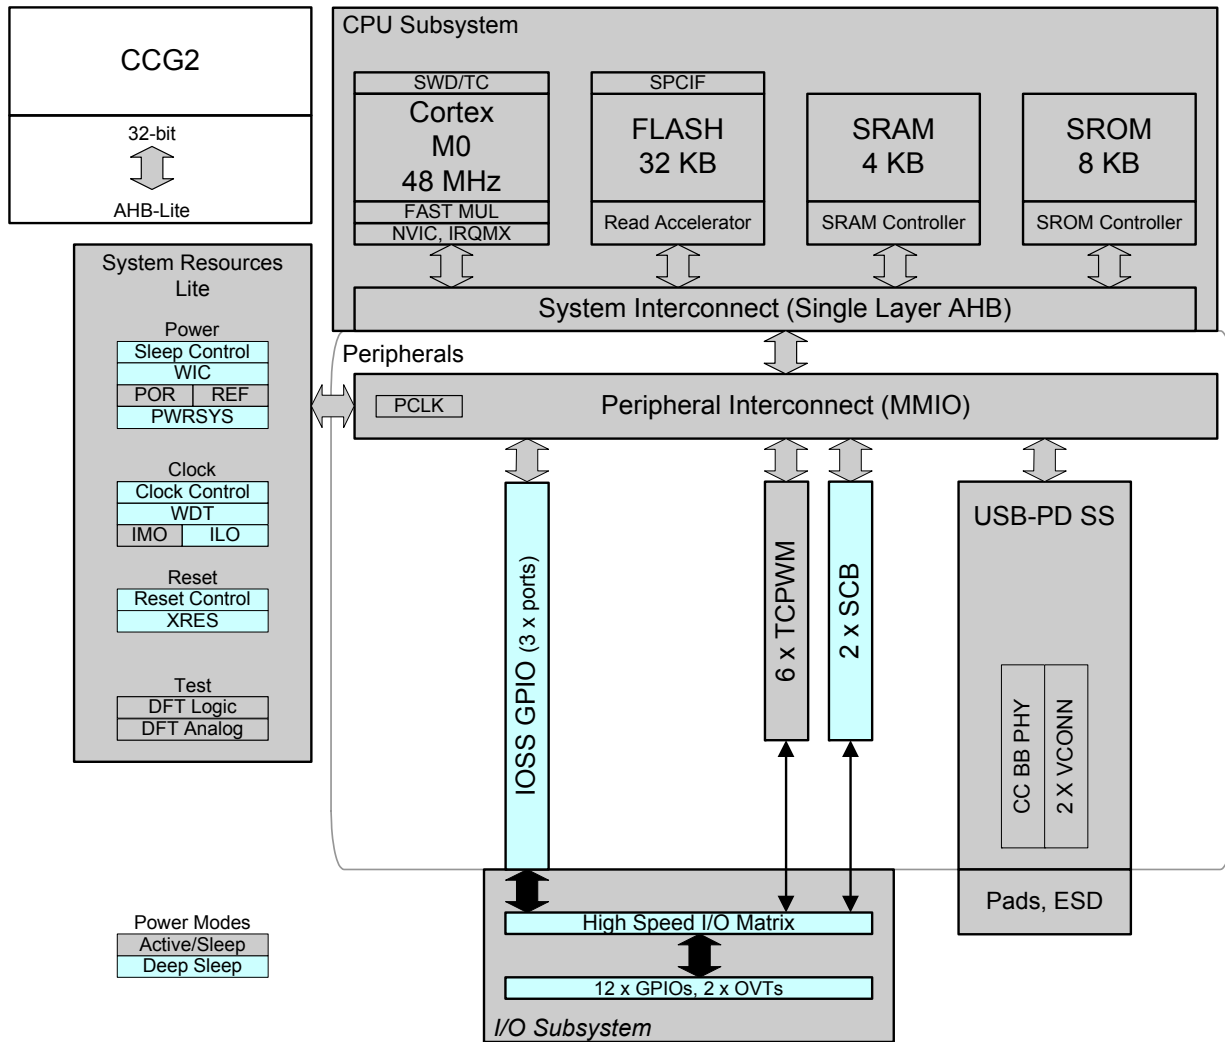 CCG2
32-bit
AHB-Lite
CPU Subsystem
SWD/TC
Cortex
M0
48 MHz
FAST MUL
NVIC, IRQMX
SPCIF
FLASH
32 KB
Read Accelerator
SRAM
4 KB
SRAM Controller
SROM
8 KB
SROM Controller
System Interconnect (Single Layer AHB)
System Resources
Lite
Power
Sleep Control
WIC
POR REF
PWRSYS
Clock
Clock Control
WDT
IMO ILO
Reset
Reset Control
XRES
Test
DFT Logic
DFT Analog
Peripherals
PCLK
Peripheral Interconnect (MMIO)
IOSS GPIO (3 x ports)
6 x TCPWM
2 x SCB
USB-PD SS
CC BB PHY
2 X VCONN
Pads, ESD
High Speed I/O Matrix
12 x GPIOs, 2 x OVTs
I/O Subsystem
Power Modes
Active/Sleep
Deep Sleep